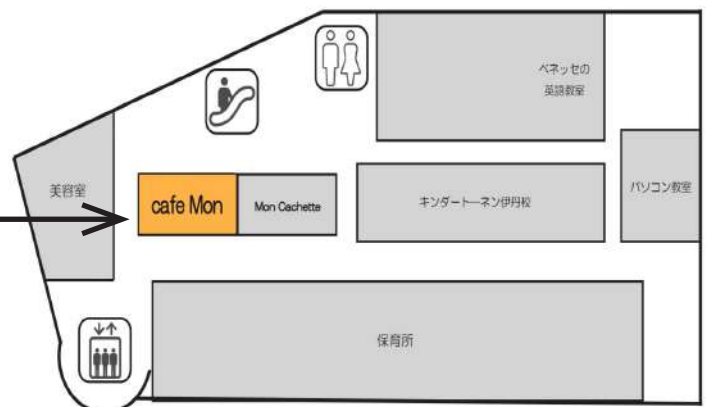 ベネッセの
英語教室
美容室
cafe Mon
Mon Cachette
キンダートーネン伊丹校
パソコン教室
保育所